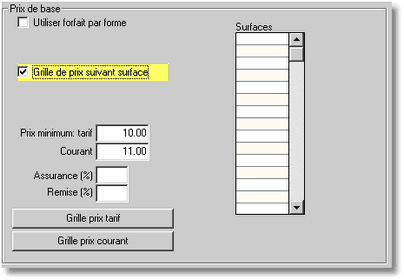 Prix de base
Utiliser forfait par forme
Surfaces
Grille de prix suivant surface
Prix minimum: tarif 10.00
Courant 11.00
Assurance (%)
Remise (%)
Grille prix tarif
Grille prix courant